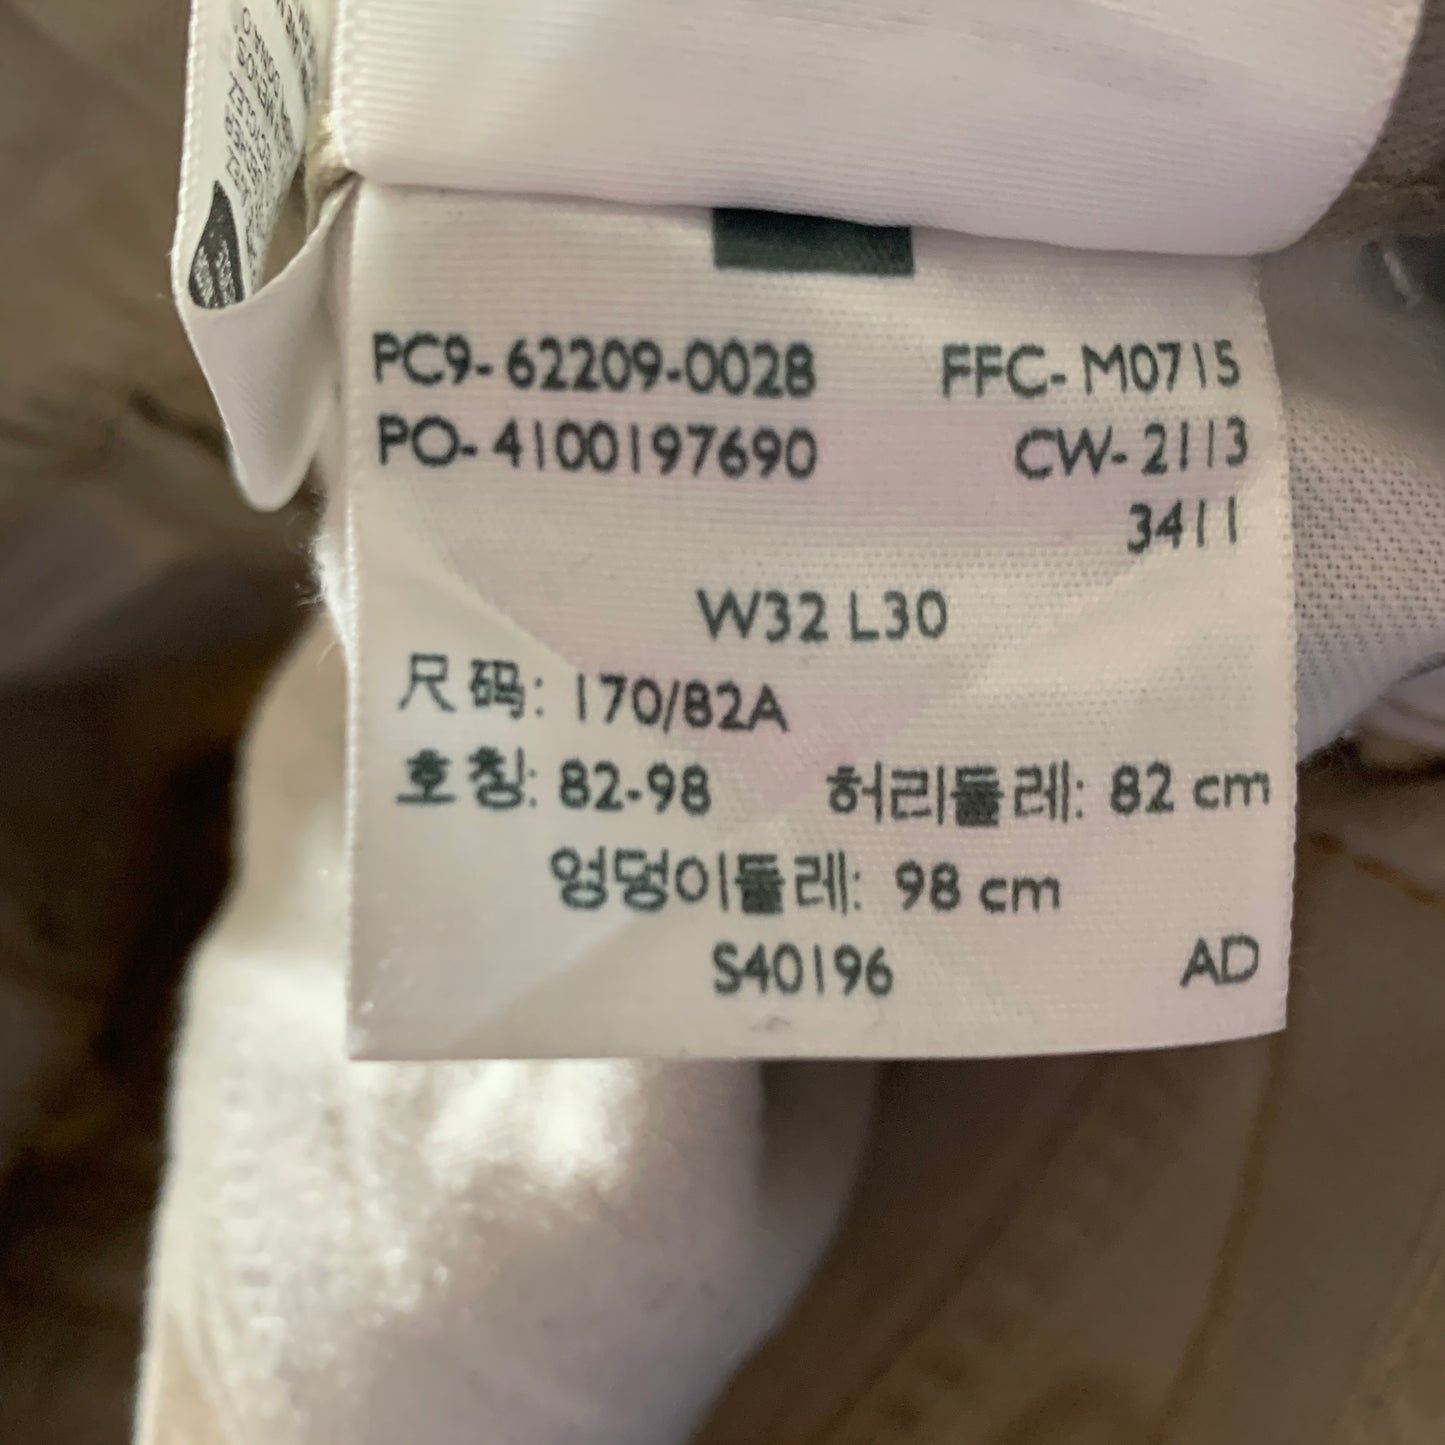 PC9-62209-0028 FFC-M0715
PO-4100197690 CW-2113
3411
W32 L30
尺码: 170/82A
호칭: 82-98 허리둘레: 82 cm
엉덩이둘레: 98 cm
S40196 AD